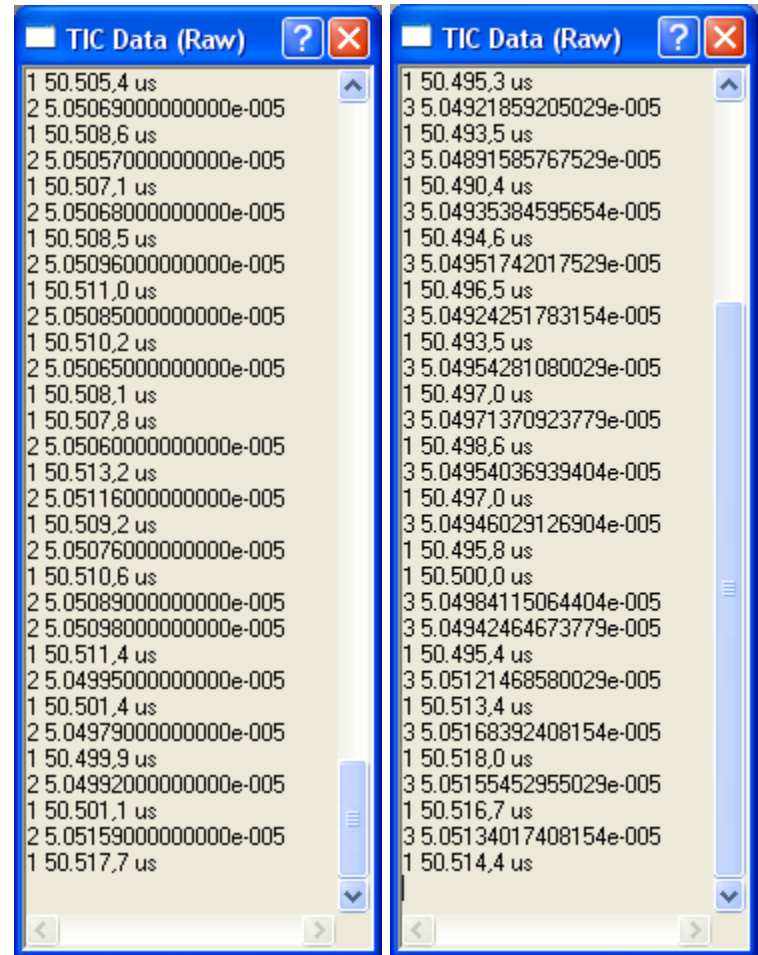 TIC Data (Raw)
1 50.505,4 us
2 5.05069000000000e-005
1 50.508,6 us
2 5.05057000000000e-005
1 50.507,1 us
2 5.05068000000000e-005
1 50.508,5 us
2 5.05096000000000e-005
1 50.511,0 us
2 5.05085000000000e-005
1 50.510,2 us
2 5.05065000000000e-005
1 50.508,1 us
1 50.507,8 us
2 5.05060000000000e-005
1 50.513,2 us
2 5.05116000000000e-005
1 50.509,2 us
2 5.05076000000000e-005
1 50.510,6 us
2 5.05089000000000e-005
2 5.05098000000000e-005
1 50.511,4 us
2 5.04995000000000e-005
1 50.501,4 us
2 5.04979000000000e-005
1 50.499,9 us
2 5.04992000000000e-005
1 50.501,1 us
2 5.05159000000000e-005
1 50.517,7 us
TIC Data (Raw)
1 50.495,3 us
3 5.04921859205029e-005
1 50.493,5 us
3 5.04891585767529e-005
1 50.490,4 us
3 5.04935384595654e-005
1 50.494,6 us
3 5.04951742017529e-005
1 50.496,5 us
3 5.04924251783154e-005
1 50.493,5 us
3 5.04954281080029e-005
1 50.497,0 us
3 5.04971370923779e-005
1 50.498,6 us
3 5.04954036939404e-005
1 50.497,0 us
3 5.04946029126904e-005
1 50.495,8 us
1 50.500,0 us
3 5.04984115064404e-005
3 5.04942464673779e-005
1 50.495,4 us
3 5.05121468580029e-005
1 50.513,4 us
3 5.05168392408154e-005
1 50.518,0 us
3 5.05155452955029e-005
1 50.516,7 us
3 5.05134017408154e-005
1 50.514,4 us